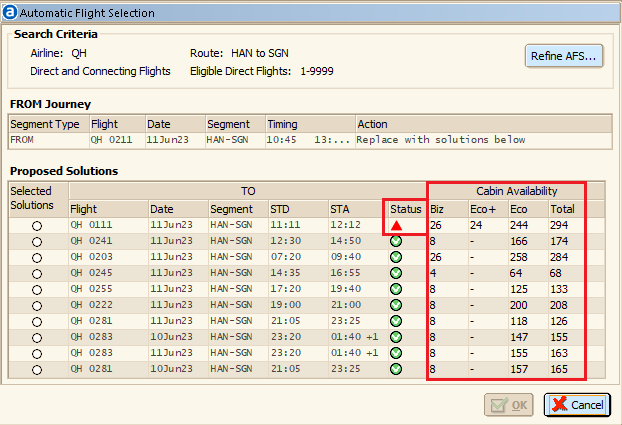 a Automatic Flight Selection
Search Criteria
Airline: QH Route: HAN to SGN
Direct and Connecting Flights Eligible Direct Flights: 1-9999
Refine AFS...
FROM Journey
Segment Type Flight Date Segment Timing Action
FROM QH 0211 11Jun23 HAN-SGN 10:45 13:... Replace with solutions below
Proposed Solutions
Selected Solutions TO Cabin Availability
Flight Date Segment STD STA Status Biz Eco+ Eco Total
QH 0111 11Jun23 HAN-SGN 11:11 12:12 26 24 244 294
QH 0241 11Jun23 HAN-SGN 12:30 14:50 8 - 166 174
QH 0203 11Jun23 HAN-SGN 07:20 09:40 26 - 258 284
QH 0245 11Jun23 HAN-SGN 14:35 16:55 4 - 64 68
QH 0255 11Jun23 HAN-SGN 17:20 19:40 8 - 125 133
QH 0222 11Jun23 HAN-SGN 19:00 21:00 8 - 200 208
QH 0281 11Jun23 HAN-SGN 21:05 23:25 8 - 118 126
QH 0283 10Jun23 HAN-SGN 23:20 01:40 +1 8 - 147 155
QH 0283 11Jun23 HAN-SGN 23:20 01:40 +1 8 - 155 163
QH 0281 10Jun23 HAN-SGN 21:05 23:25 8 - 157 165
OK Cancel